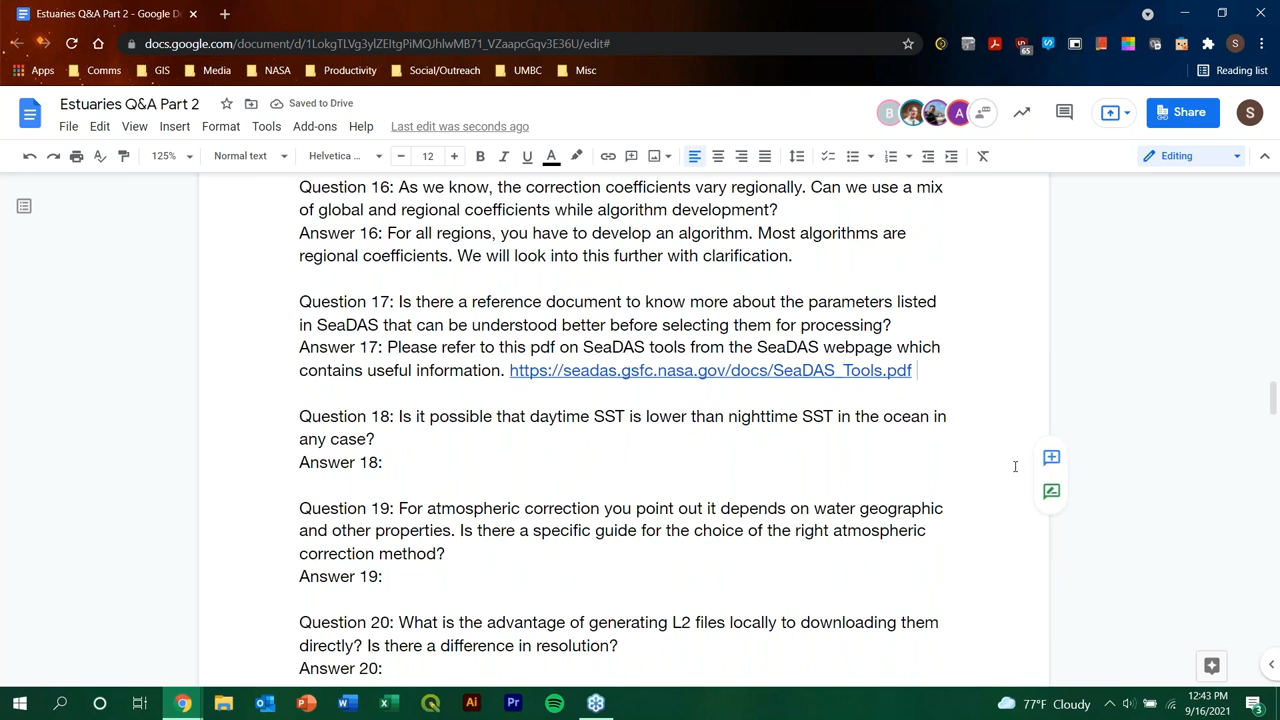 Estuaries Q&A Part 2 - Google D
docs.google.com/document/d/1LokgTLVg3ylZEItgPiMQJhlwMB71_VZaapcGqv3E36U/edit#
Apps Comms GIS Media NASA Productivity Social/Outreach UMBC Misc Reading list
Estuaries Q&A Part 2 Saved to Drive
File Edit View Insert Format Tools Add-ons Help Last edit was seconds ago
B A Share S
125% Normal text Helvetica ... 12 Editing
Question 16: As we know, the correction coefficients vary regionally. Can we use a mix
of global and regional coefficients while algorithm development?
Answer 16: For all regions, you have to develop an algorithm. Most algorithms are
regional coefficients. We will look into this further with clarification.
Question 17: Is there a reference document to know more about the parameters listed
in SeaDAS that can be understood better before selecting them for processing?
Answer 17: Please refer to this pdf on SeaDAS tools from the SeaDAS webpage which
contains useful information. https://seadas.gsfc.nasa.gov/docs/SeaDAS_Tools.pdf
Question 18: Is it possible that daytime SST is lower than nighttime SST in the ocean in
any case?
Answer 18:
Question 19: For atmospheric correction you point out it depends on water geographic
and other properties. Is there a specific guide for the choice of the right atmospheric
correction method?
Answer 19:
Question 20: What is the advantage of generating L2 files locally to downloading them
directly? Is there a difference in resolution?
Answer 20:
77°F Cloudy 12:43 PM
9/16/2021